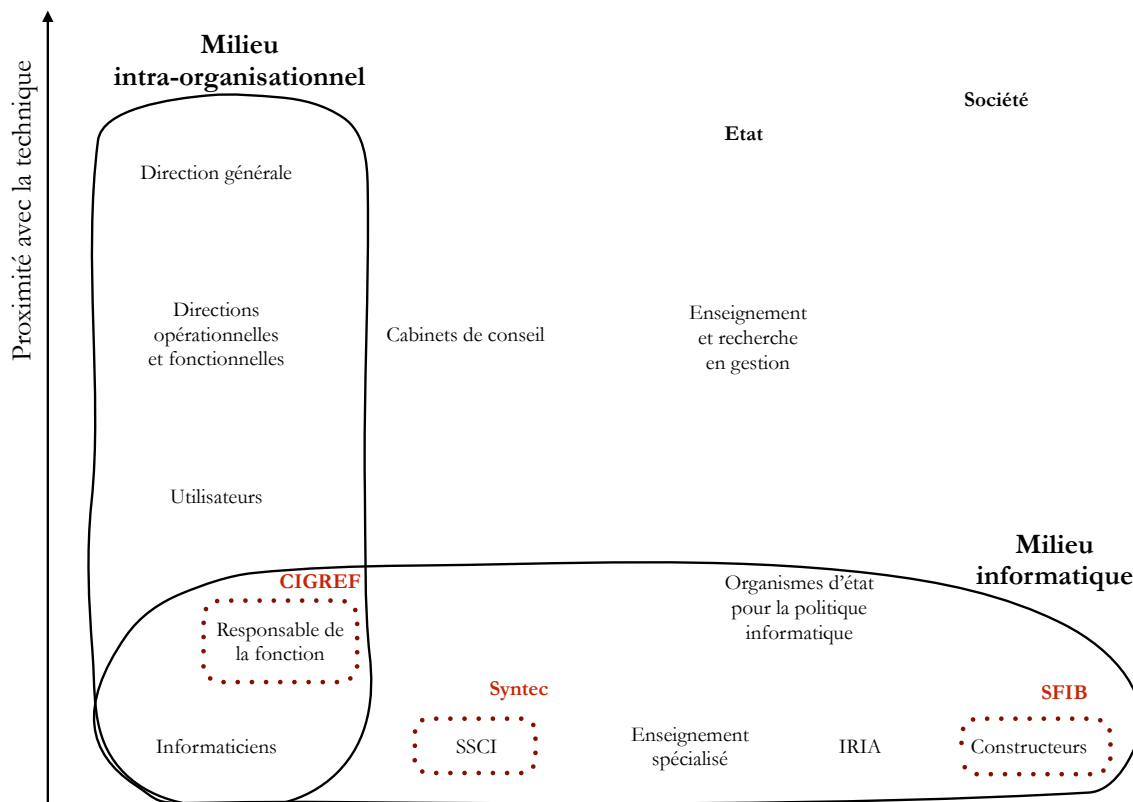 Proximité avec la technique
Milieu
intra-organisationnel
Société
Etat
Direction générale
Directions
opérationnelles
et fonctionnelles
Cabinets de conseil
Enseignement
et recherche
en gestion
Utilisateurs
Milieu
informatique
CIGREF
Organismes d'état
pour la politique
informatique
Responsable de
la fonction
Syntec
SFIB
Informaticiens
SSCI
Enseignement
spécialisé
IRIA
Constructeurs